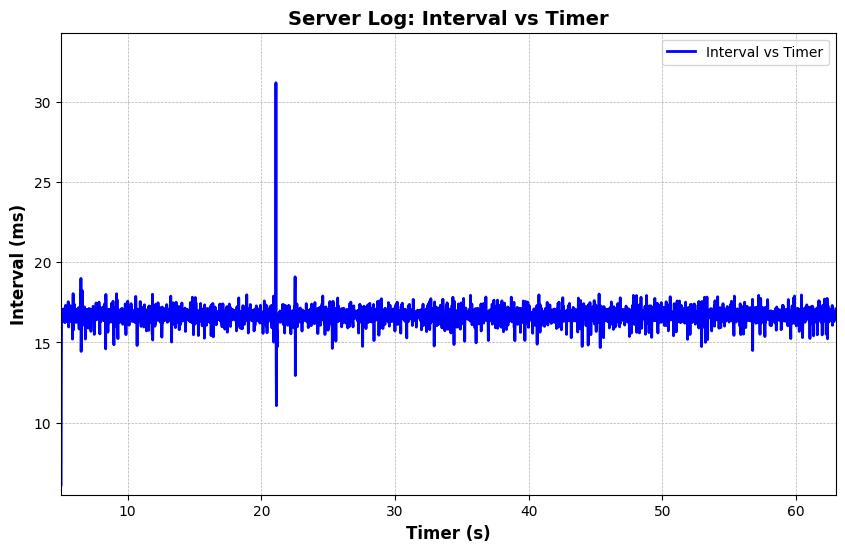 Server Log: Interval vs Timer
Interval vs Timer
Interval (ms)
30
25
20
15
10
10 20 30 40 50 60
Timer (s)